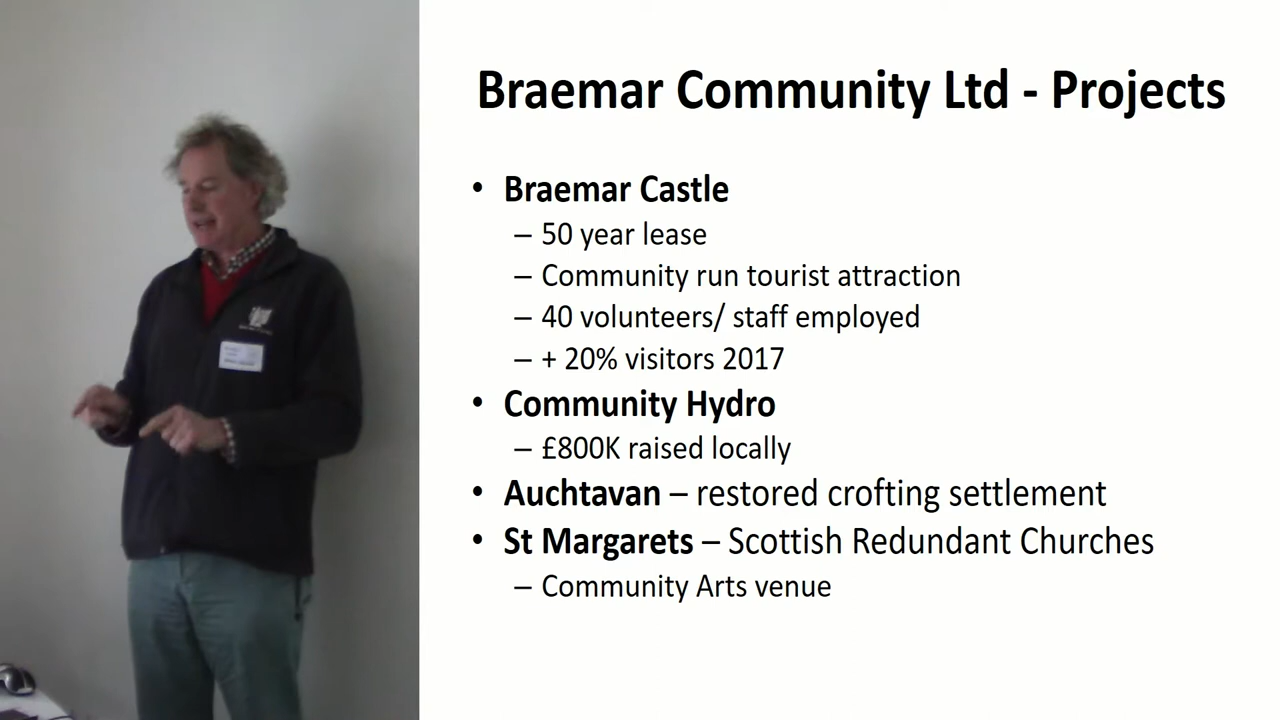 Braemar Community Ltd - Projects
• Braemar Castle
– 50 year lease
– Community run tourist attraction
– 40 volunteers/ staff employed
– + 20% visitors 2017
• Community Hydro
– £800K raised locally
• Auchtavan – restored crofting settlement
• St Margarets – Scottish Redundant Churches
– Community Arts venue